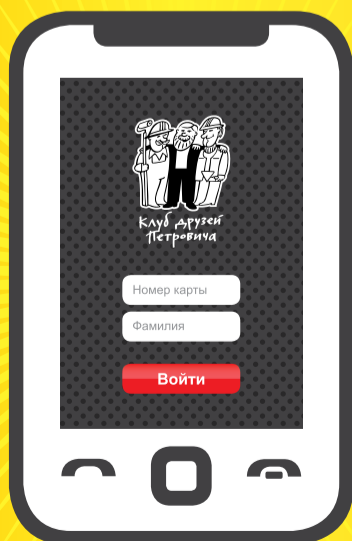 Клуб друзей
Петровича
Номер карты
Фамилия
Войти